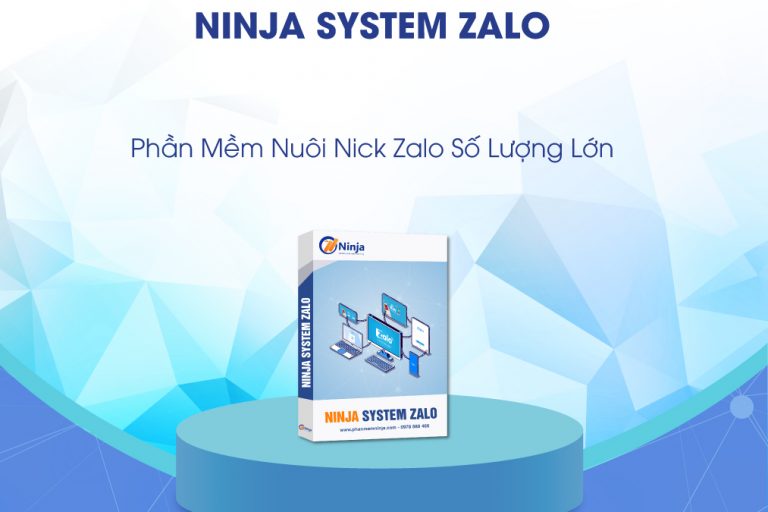 NINJA SYSTEM ZALO
Phần Mềm Nuôi Nick Zalo Số Lượng Lớn
Ninja
NINJA SYSTEM ZALO
Zalo
NINJA SYSTEM ZALO
www.phanmemninja.com